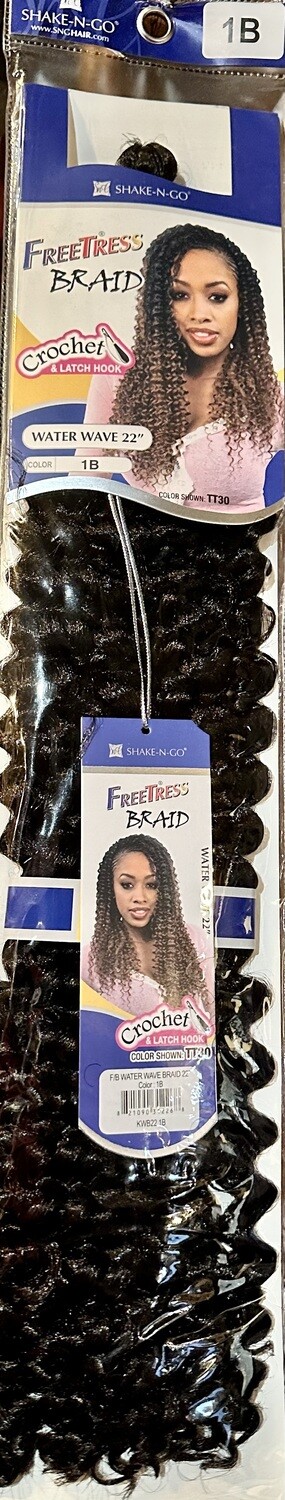 SHAKE-N-GO®
www.SNGHAIR.com
1B
SHAKE-N-GO®
FREETRESS®
BRAID
Crochet
& LATCH HOOK
WATER WAVE 22"
COLOR 1B
COLOR SHOWN: TT30
SHAKE-N-GO®
FREETRESS®
BRAID
WATER
22"
Crochet
& LATCH HOOK
COLOR SHOWN: TT30
F/B WATER WAVE BRAID 22"
Color :1B
KWB22 1B